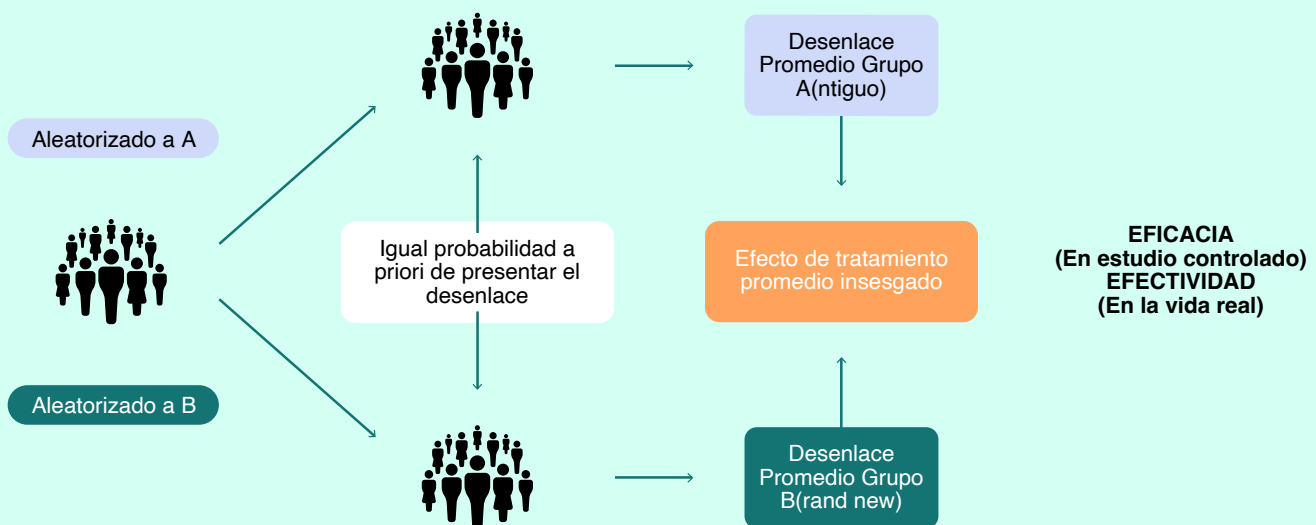 Desenlace
Promedio Grupo
A(ntiguo)
Aleatorizado a A
Igual probabilidad a
priori de presentar el
desenlace
Efecto de tratamiento
promedio insesgado
EFICACIA
(En estudio controlado)
EFECTIVIDAD
(En la vida real)
Aleatorizado a B
Desenlace
Promedio Grupo
B(rand new)